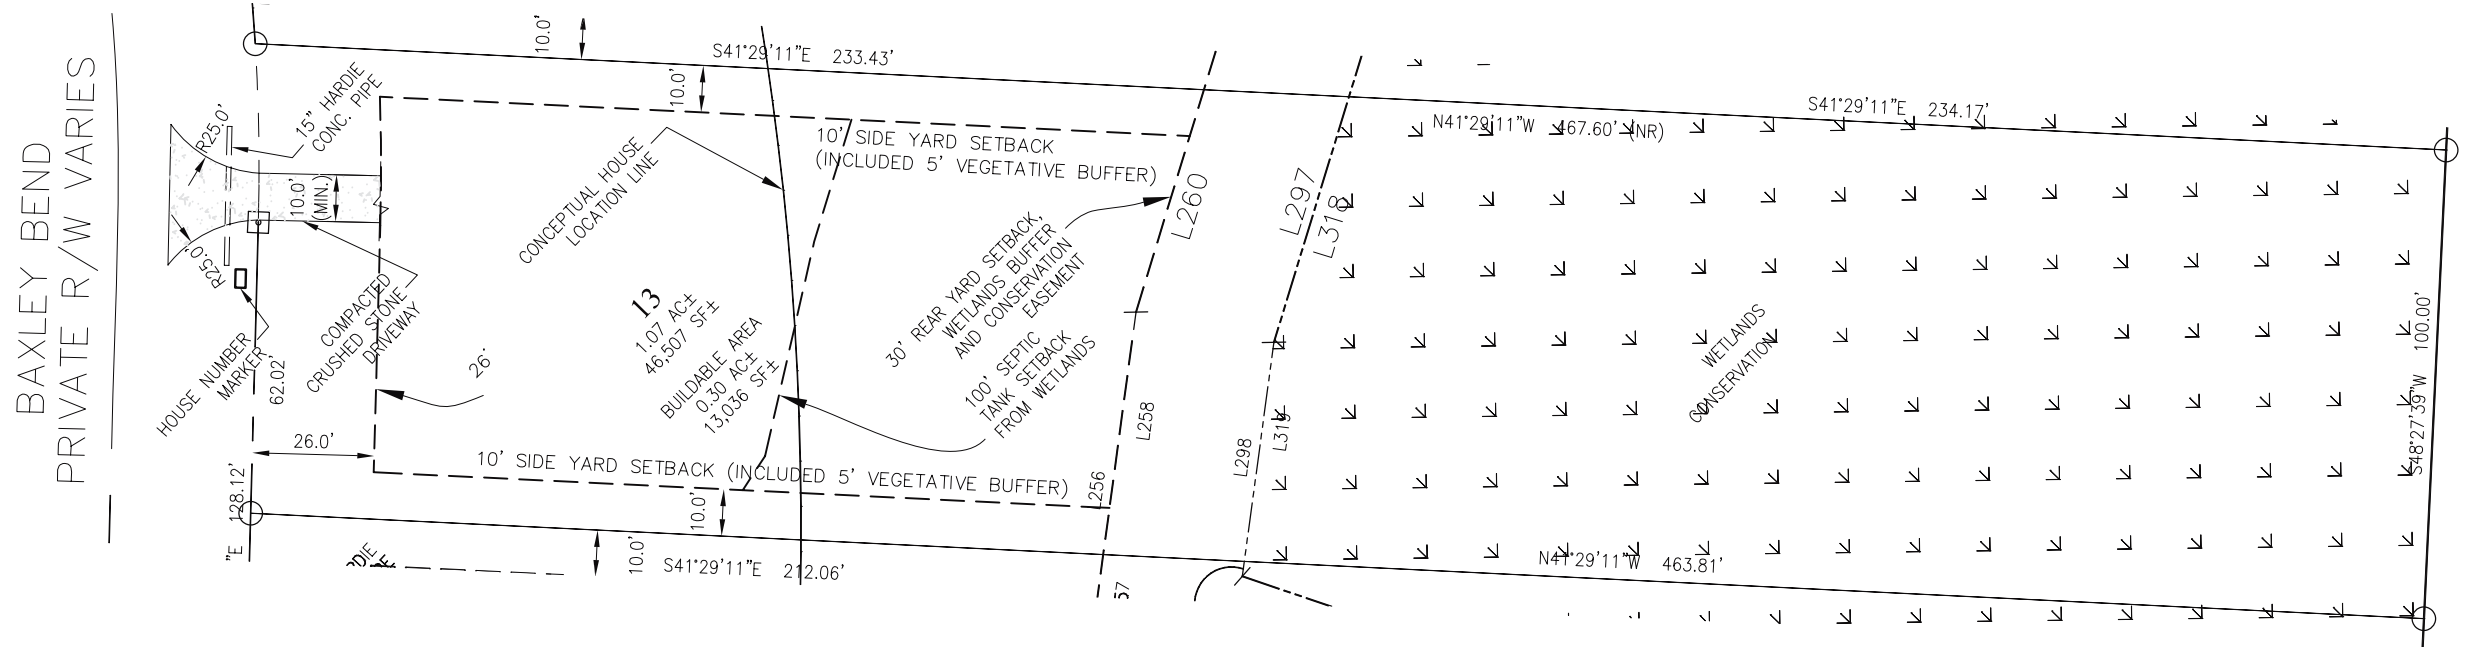 BAXLEY BEND
PRIVATE R/W VARIES
10.0'
S41°29'11"E 233.43'
10.0'
15" HARDIE
CONC. PIPE
R25.0'
10.0'
(MIN.)
R25.0'
HOUSE NUMBER
MARKER
62.02'
COMPACTED
CRUSHED STONE
DRIVEWAY
26'
26.0'
128.12'
"E
CONCEPTUAL HOUSE
LOCATION LINE
10' SIDE YARD SETBACK
(INCLUDED 5' VEGETATIVE BUFFER)
13
1.07 AC±
46,507 SF±
BUILDABLE AREA
0.30 AC±
13,036 SF±
30' REAR YARD SETBACK,
WETLANDS BUFFER
AND CONSERVATION
EASEMENT
100' SEPTIC
TANK SETBACK
FROM WETLANDS
10' SIDE YARD SETBACK (INCLUDED 5' VEGETATIVE BUFFER)
10.0'
10.0'
S41°29'11"E 212.06'
L260
L297
L318
L258
L256
57
L298
L319
S41°29'11"E 234.17'
N41°29'11"W 467.60' (NR)
WETLANDS
CONSERVATION
N41°29'11"W 463.81'
S48°27'39"W 100.00'